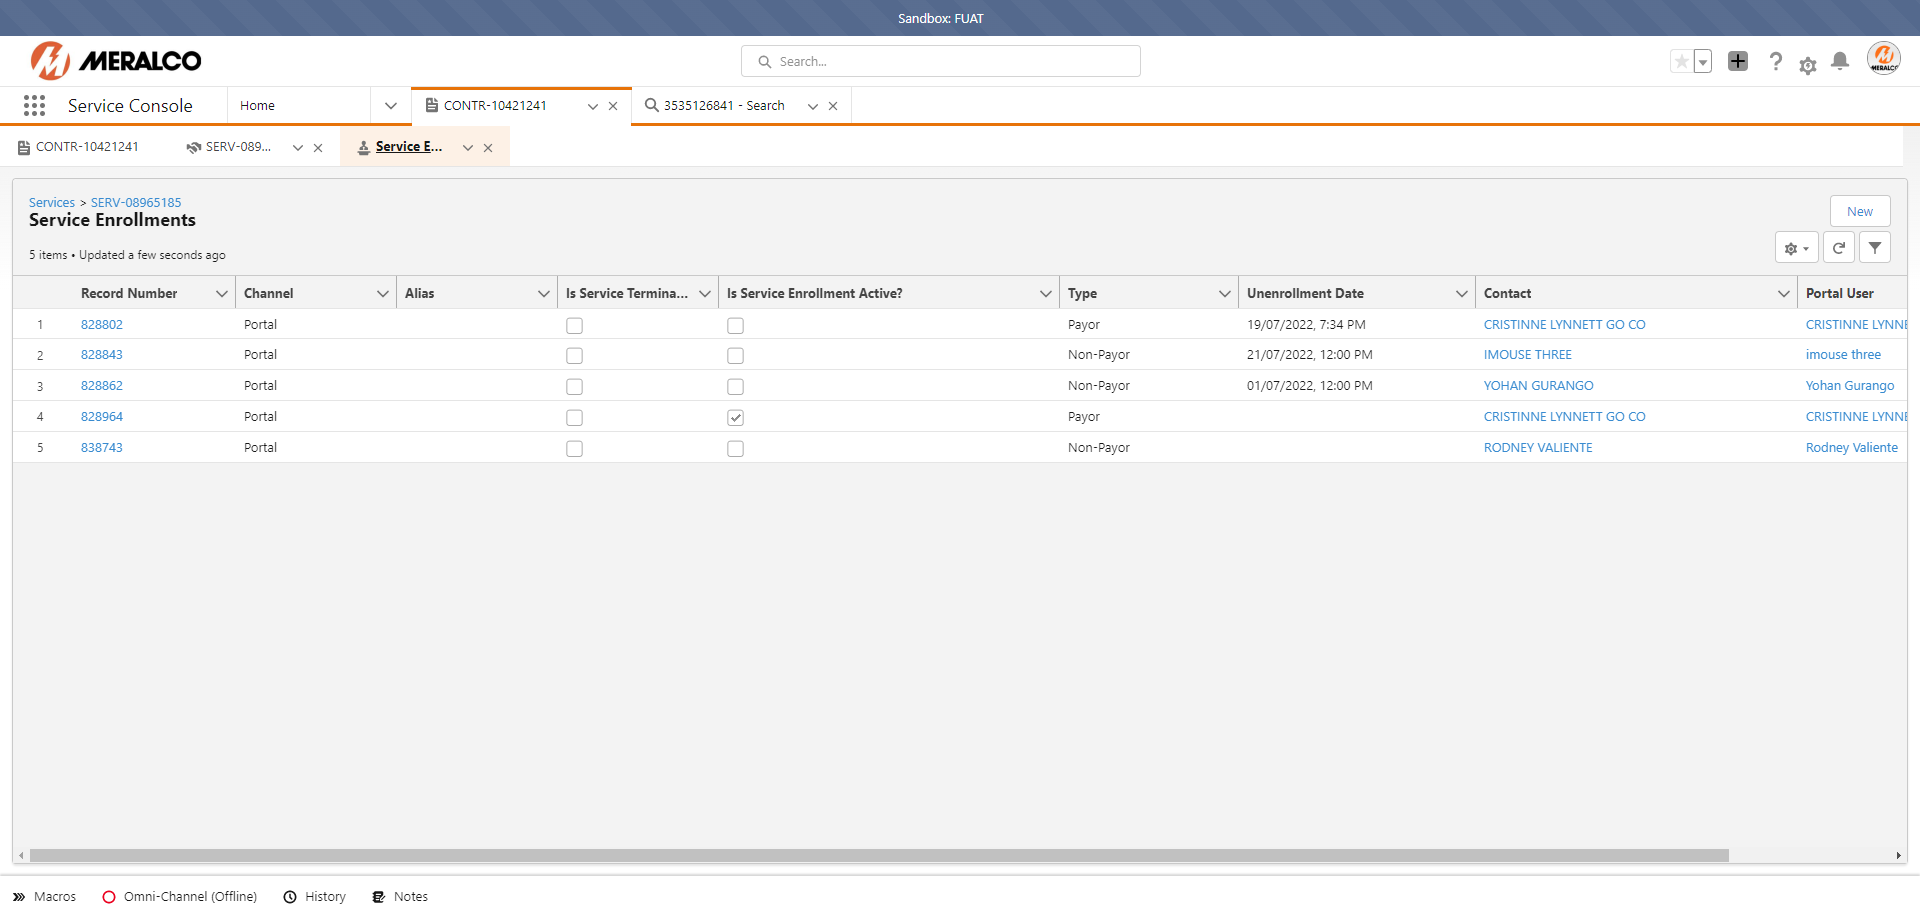 Sandbox: FUAT
MERALCO
Search...
Service Console
Home
CONTR-10421241
3535126841 - Search
CONTR-10421241
SERV-089...
Service E...
Services > SERV-08965185
Service Enrollments
New
5 items • Updated a few seconds ago
Record Number Channel Alias Is Service Termina... Is Service Enrollment Active? Type Unenrollment Date Contact Portal User
1 828802 Portal Payor 19/07/2022, 7:34 PM CRISTINNE LYNNETT GO CO CRISTINNE LYNNE
2 828843 Portal Non-Payor 21/07/2022, 12:00 PM IMOUSE THREE imouse three
3 828862 Portal Non-Payor 01/07/2022, 12:00 PM YOHAN GURANGO Yohan Gurango
4 828964 Portal Payor CRISTINNE LYNNETT GO CO CRISTINNE LYNNE
5 838743 Portal Non-Payor RODNEY VALIENTE Rodney Valiente
Macros Omni-Channel (Offline) History Notes